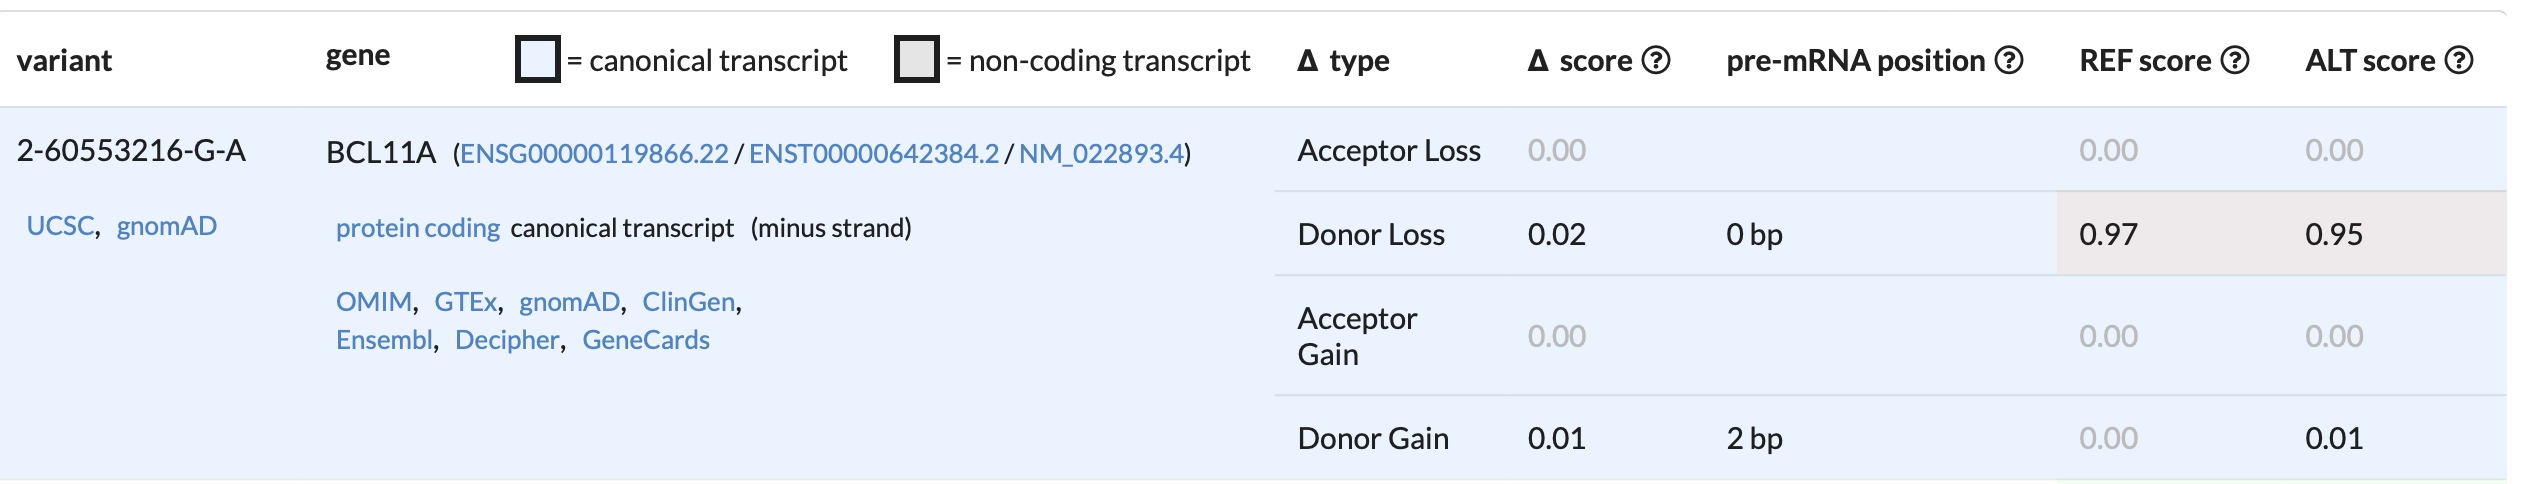 variant gene = canonical transcript = non-coding transcript Δ type Δ score ? pre-mRNA position ? REF score ? ALT score ?
2-60553216-G-A BCL11A (ENSG00000119866.22 / ENST00000642384.2 / NM_022893.4) Acceptor Loss 0.00 0.00 0.00
UCSC, gnomAD protein coding canonical transcript (minus strand) Donor Loss 0.02 0 bp 0.97 0.95
OMIM, GTEx, gnomAD, ClinGen,
Ensembl, Decipher, GeneCards
Acceptor
Gain 0.00 0.00 0.00
Donor Gain 0.01 2 bp 0.00 0.01